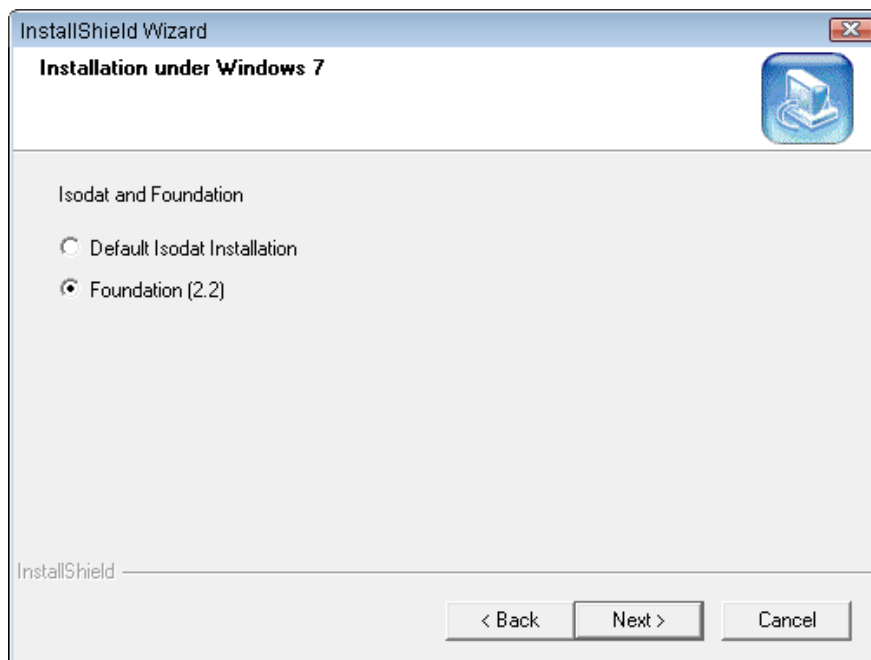 InstallShield Wizard
Installation under Windows 7
Isodat and Foundation
Default Isodat Installation
Foundation (2.2)
InstallShield
< Back Next > Cancel